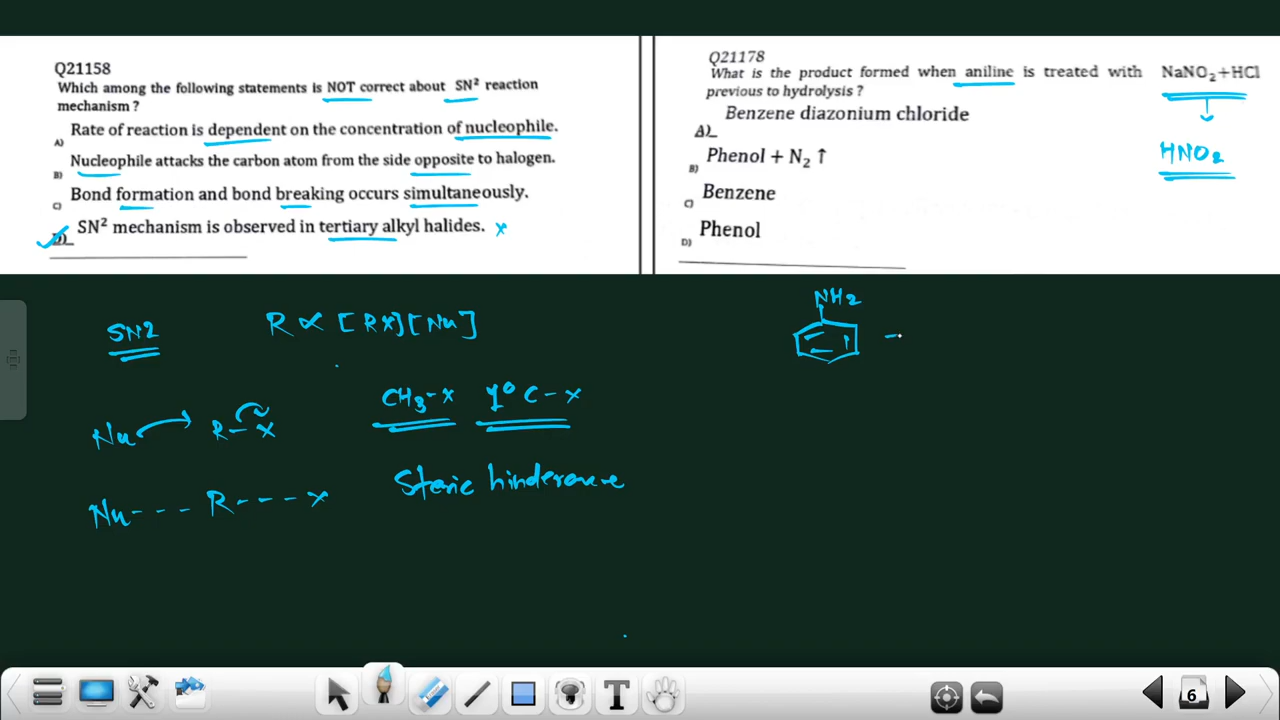 Q21158
Which among the following statements is NOT correct about SN² reaction
mechanism ?
A) Rate of reaction is dependent on the concentration of nucleophile.
B) Nucleophile attacks the carbon atom from the side opposite to halogen.
C) Bond formation and bond breaking occurs simultaneously.
D) SN² mechanism is observed in tertiary alkyl halides. x
Q21178
What is the product formed when aniline is treated with NaNO₂+HCl
previous to hydrolysis ?
A) Benzene diazonium chloride
B) Phenol + N₂ ↑
C) Benzene
D) Phenol
HNO₂
SN2
R ∝ [RX][Nu]
Nu R-X
CH₃-X 1° C-X
Nu--- R---X
Steric hinderance
NH₂
6